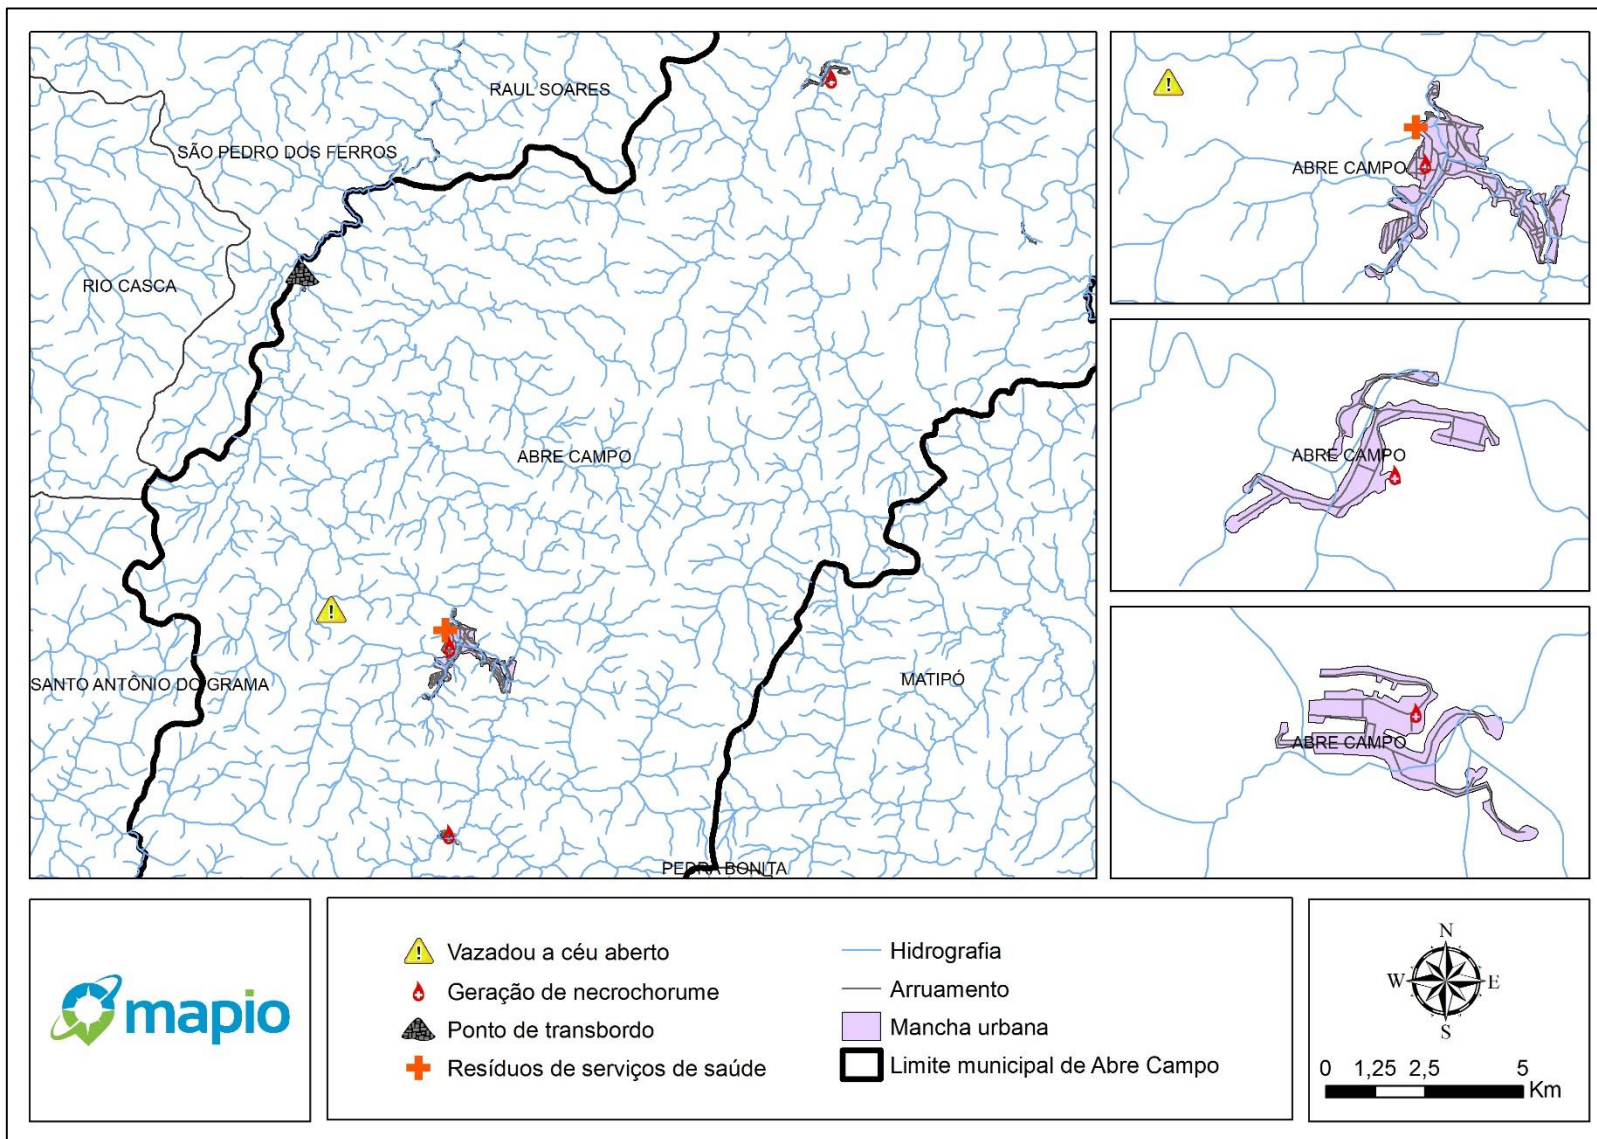 RAUL SOARES
SÃO PEDRO DOS FERROS
RIO CASCA
ABRE CAMPO
SANTO ANTÔNIO DO GRAMA
MATIPÓ
PEDRA BONITA
ABRE CAMPO
ABRE CAMPO
ABRE CAMPO
mapio
Vazadou a céu aberto
Geração de necrochorume
Ponto de transbordo
Resíduos de serviços de saúde
Hidrografia
Arruamento
Mancha urbana
Limite municipal de Abre Campo
N
W E
S
0 1,25 2,5 5
Km